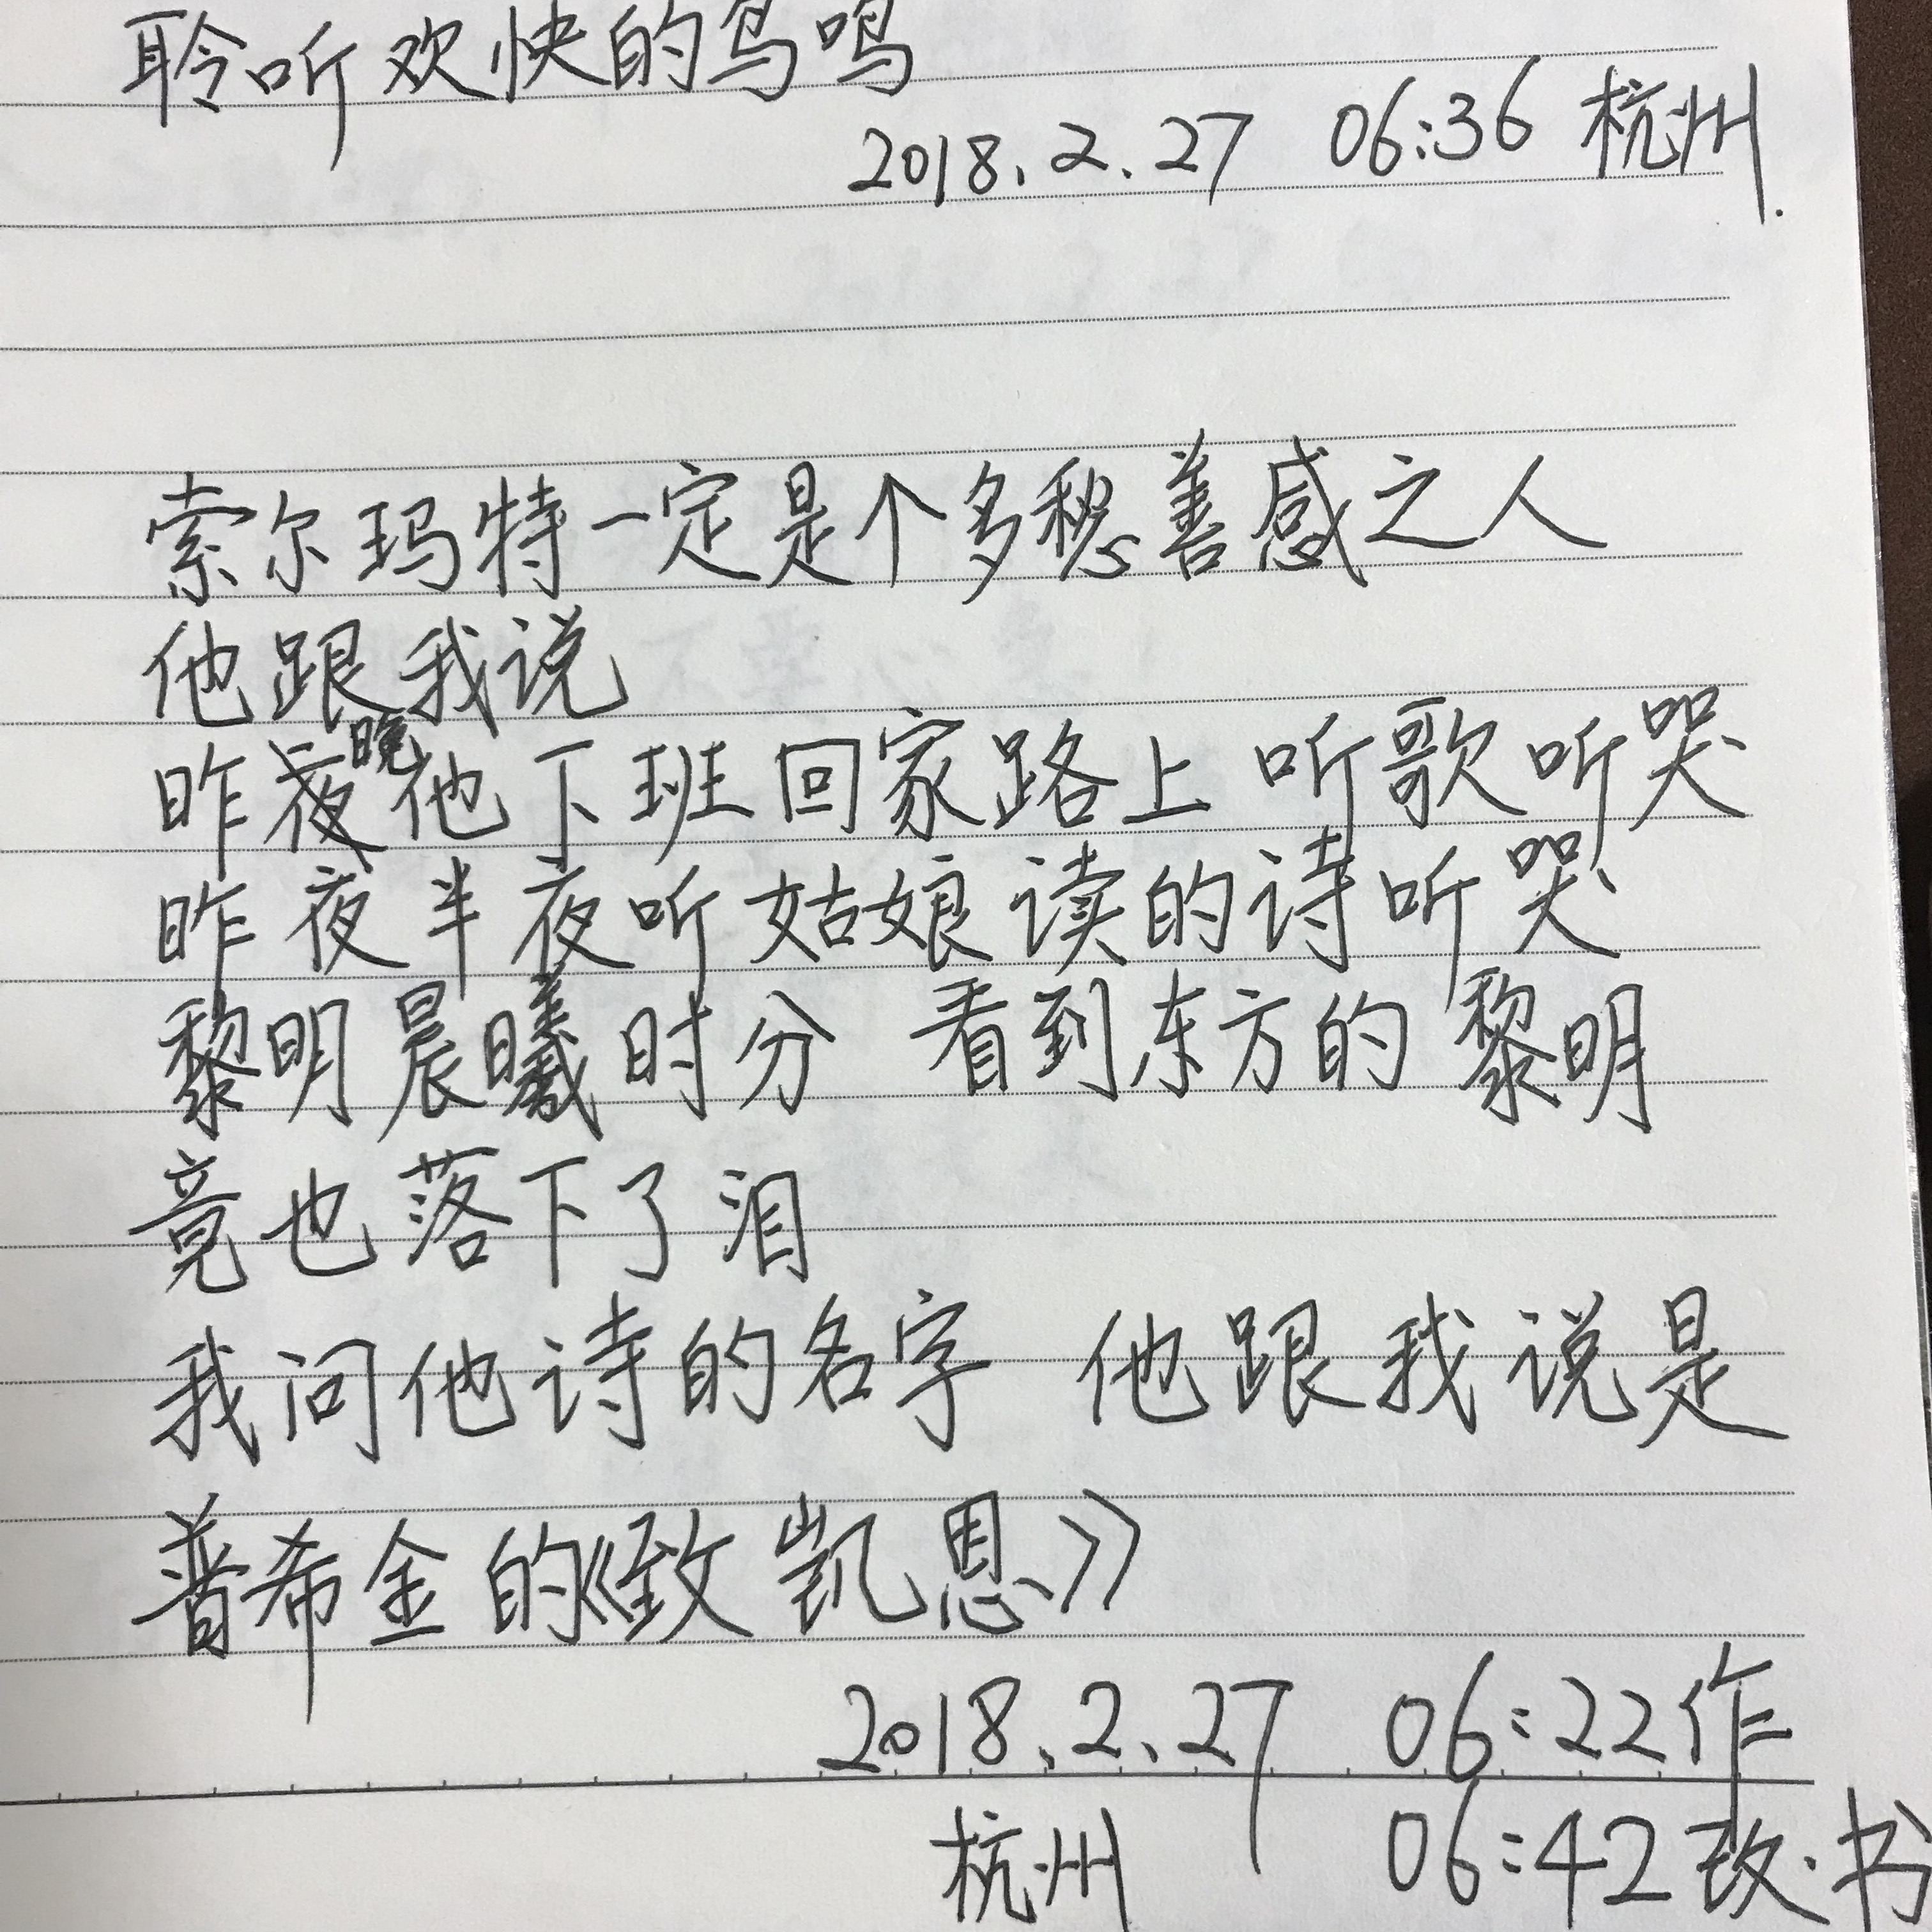 聆听欢快的鸟鸣
2018.2.27 06:36 杭州.
索尔玛特一定是个多愁善感之人
他跟我说
昨夜晚他下班回家路上 听歌听哭
昨夜半夜听姑娘读的诗听哭
黎明晨曦时分 看到东方的黎明
竟也落下了泪
我问他诗的名字 他跟我说是
普希金的《致凯恩》
2018.2.27 06:22作
杭州 06:42改·书